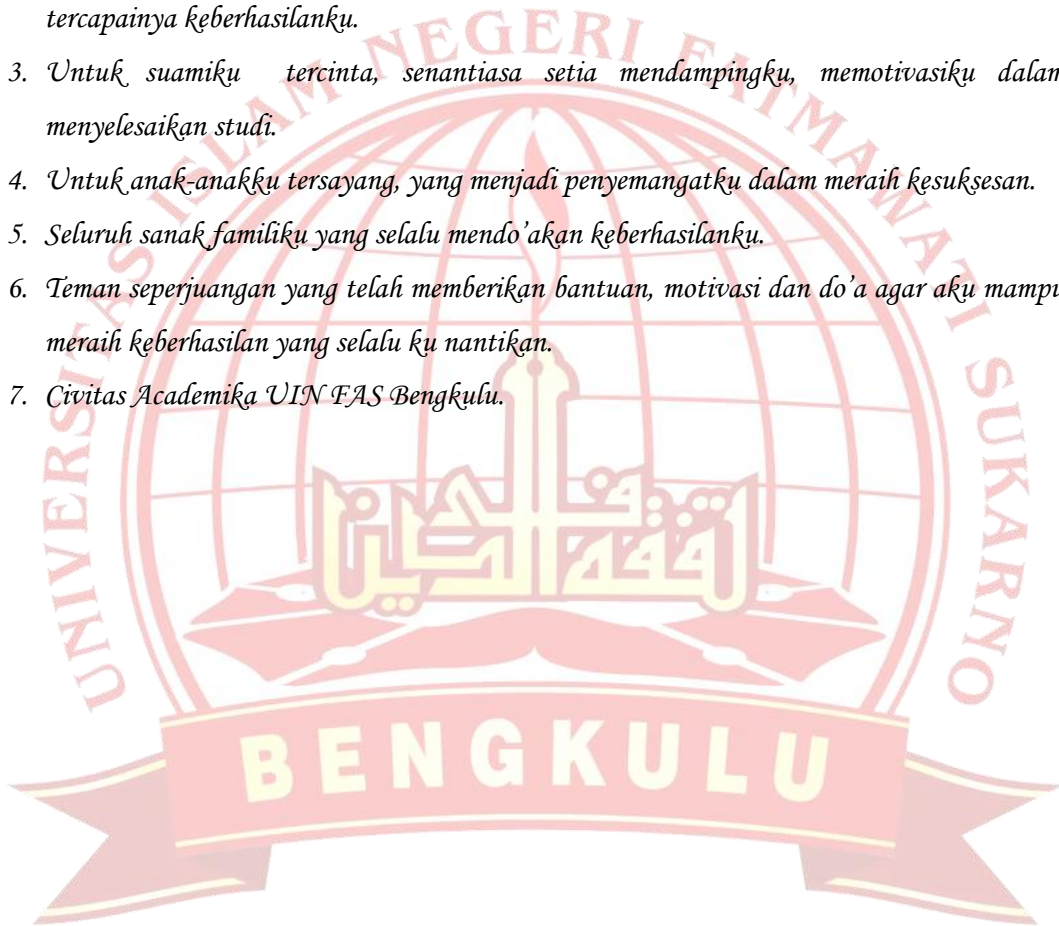 tercapainya keberhasilanku.
3. Untuk suamiku tercinta, senantiasa setia mendampingku, memotivasiku dalam
menyelesaikan studi.
4. Untuk anak-anakku tersayang, yang menjadi penyemangatku dalam meraih kesuksesan.
5. Seluruh sanak familiku yang selalu mendo’akan keberhasilanku.
6. Teman seperjuangan yang telah memberikan bantuan, motivasi dan do’a agar aku mampu
meraih keberhasilan yang selalu ku nantikan.
7. Civitas Academika UIN FAS Bengkulu.
UNIVERSITAS ISLAM NEGERI FATMAWATI SUKARNO
BENGKULU